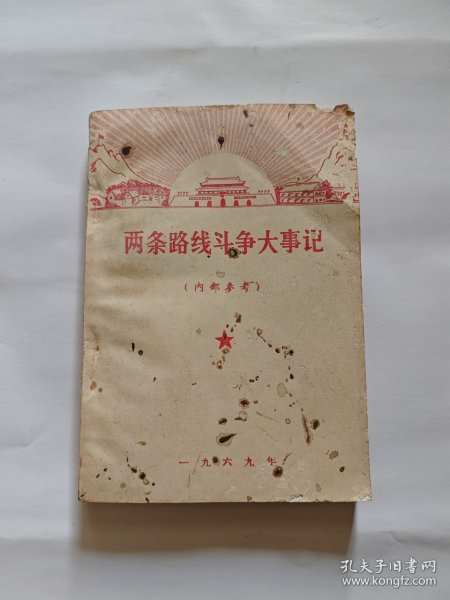 两条路线斗争大事记
(内部参考)
一九六九年
孔夫子旧书网
www.kongfz.com